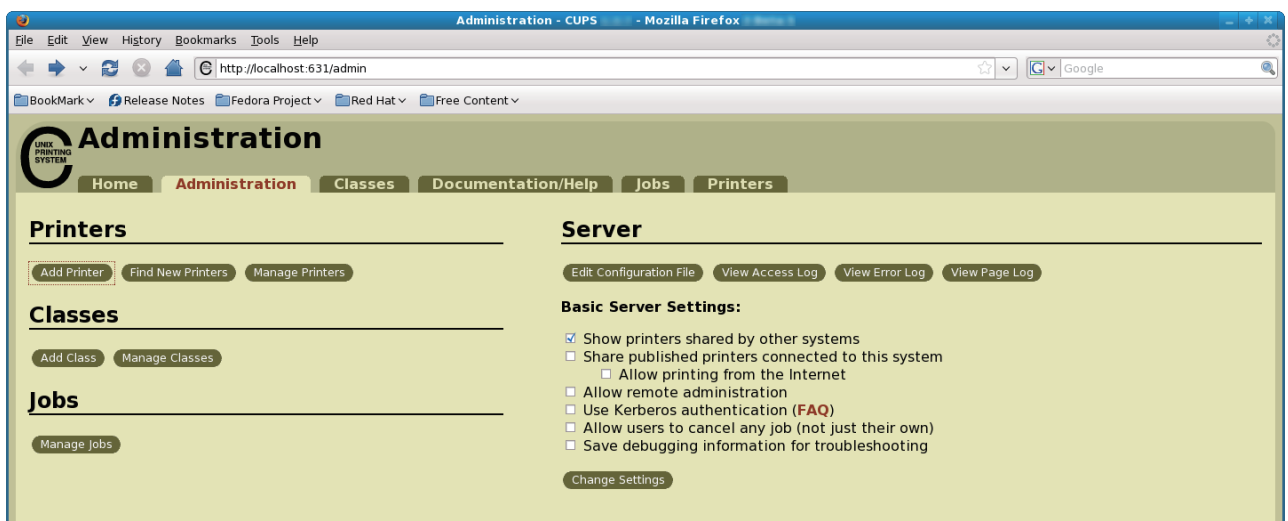 Administration - CUPS - Mozilla Firefox
File Edit View History Bookmarks Tools Help
http://localhost:631/admin
G Google
BookMark Release Notes Fedora Project Red Hat Free Content
UNIX
PRINTING
SYSTEM
Administration
Home Administration Classes Documentation/Help Jobs Printers
Printers
Add Printer Find New Printers Manage Printers
Classes
Add Class Manage Classes
Jobs
Manage Jobs
Server
Edit Configuration File View Access Log View Error Log View Page Log
Basic Server Settings:
Show printers shared by other systems
Share published printers connected to this system
Allow printing from the Internet
Allow remote administration
Use Kerberos authentication (FAQ)
Allow users to cancel any job (not just their own)
Save debugging information for troubleshooting
Change Settings